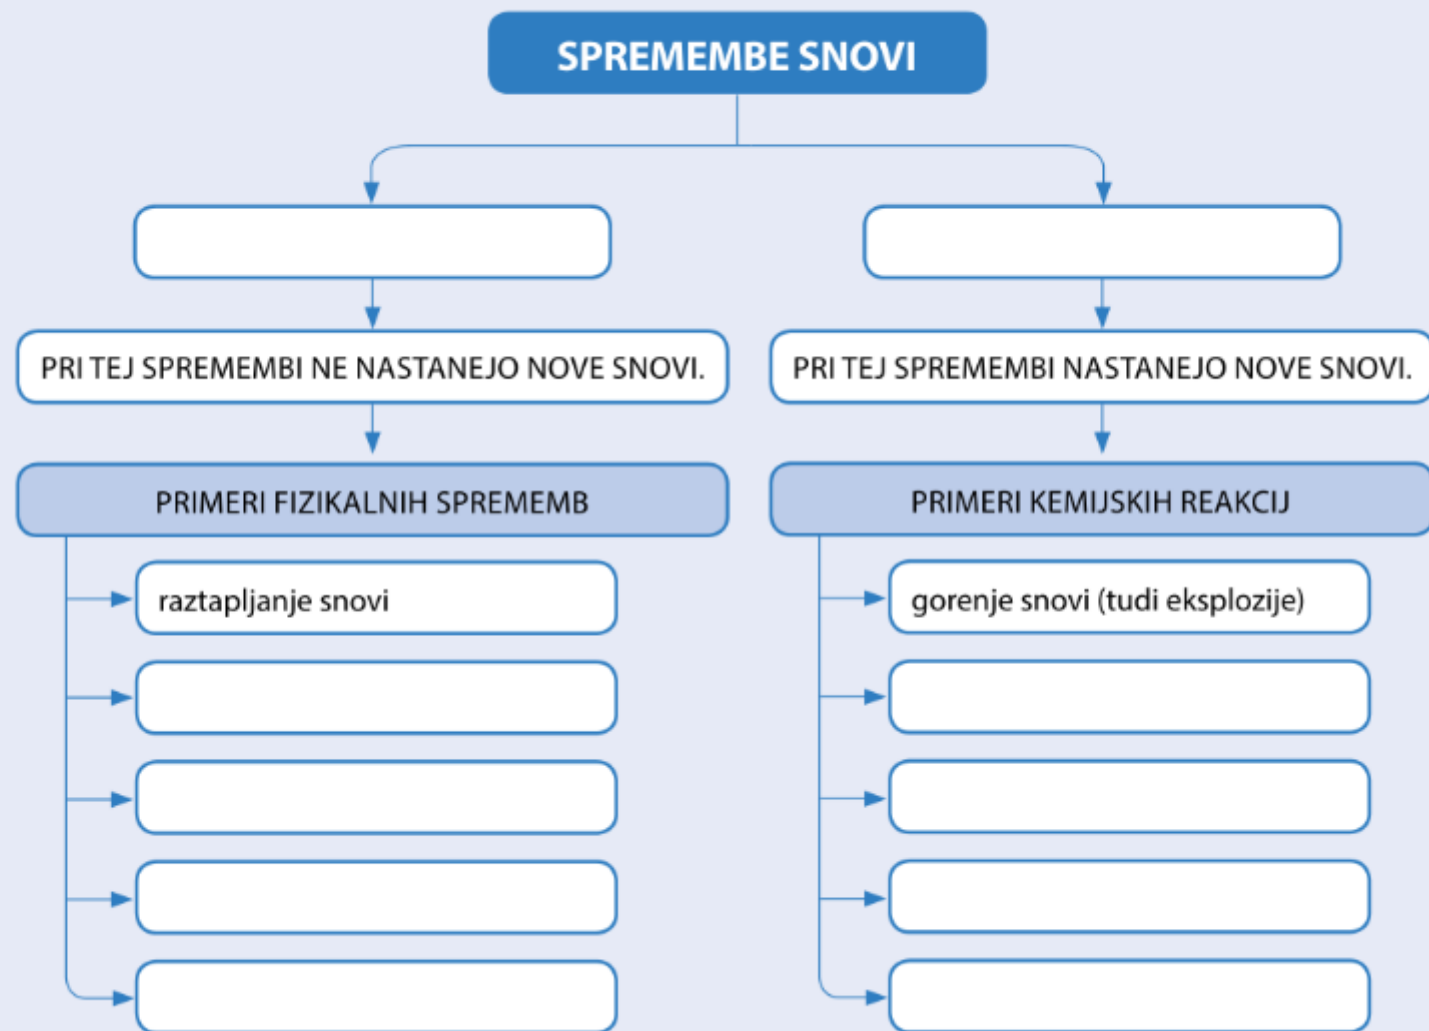 SPREMEMBE SNOVI
PRI TEJ SPREMEMBI NE NASTANEJO NOVE SNOVI.
PRI TEJ SPREMEMBI NASTANEJO NOVE SNOVI.
PRIMERI FIZIKALNIH SPREMEMB
PRIMERI KEMIJSKIH REAKCIJ
raztapljanje snovi
gorenje snovi (tudi eksplozije)